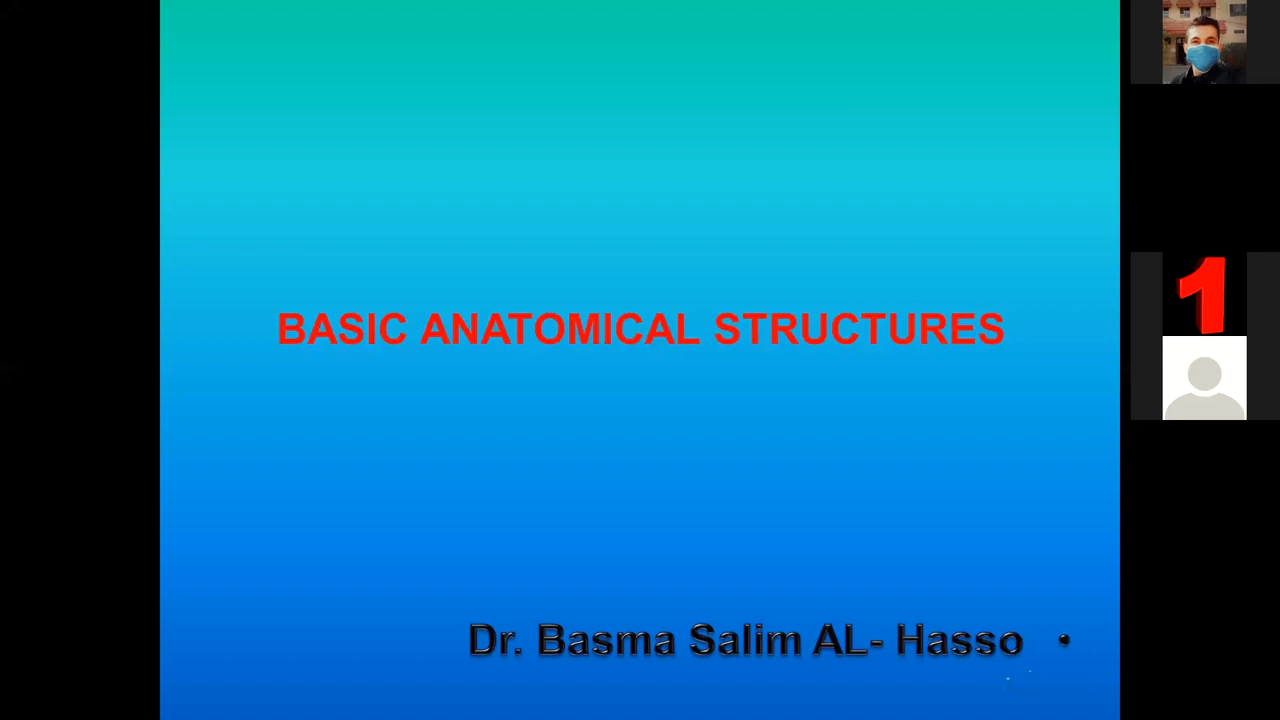 BASIC ANATOMICAL STRUCTURES
1
Dr. Basma Salim AL- Hasso •